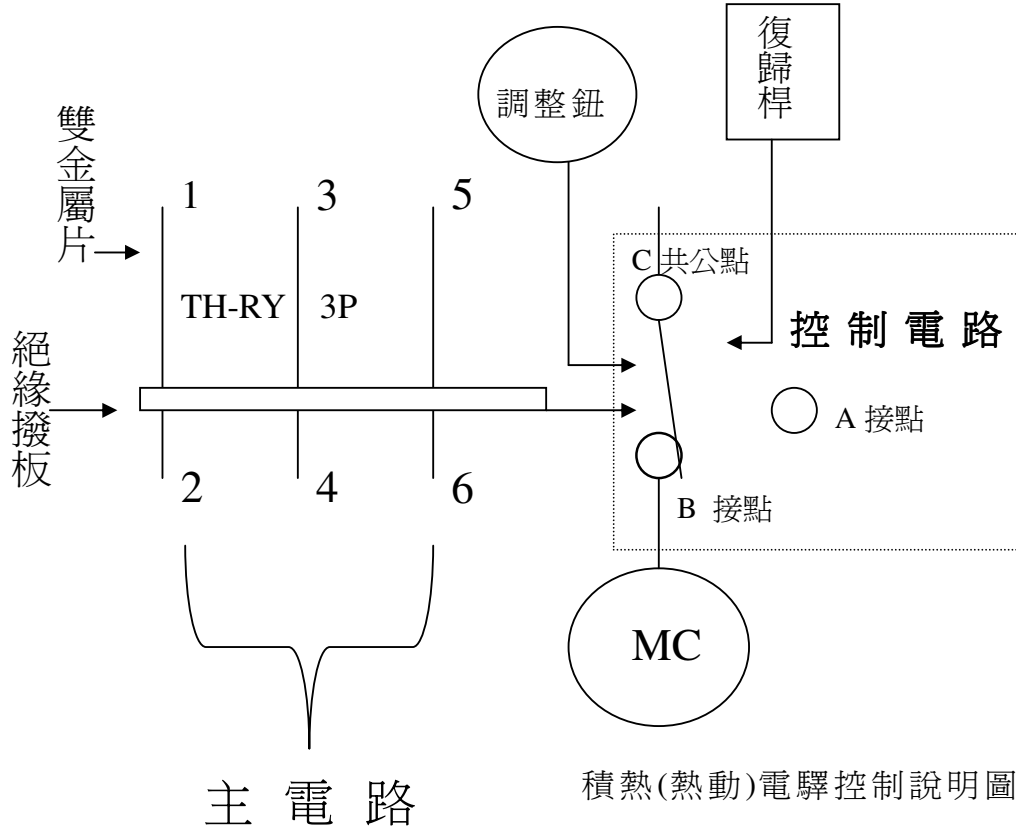 復歸桿
調整鈕
雙金屬片
1 3 5
C 共公點
TH-RY 3P
控制電路
絕緣撥板
A 接點
2 4 6
B 接點
MC
主電路
積熱(熱動)電驛控制說明圖